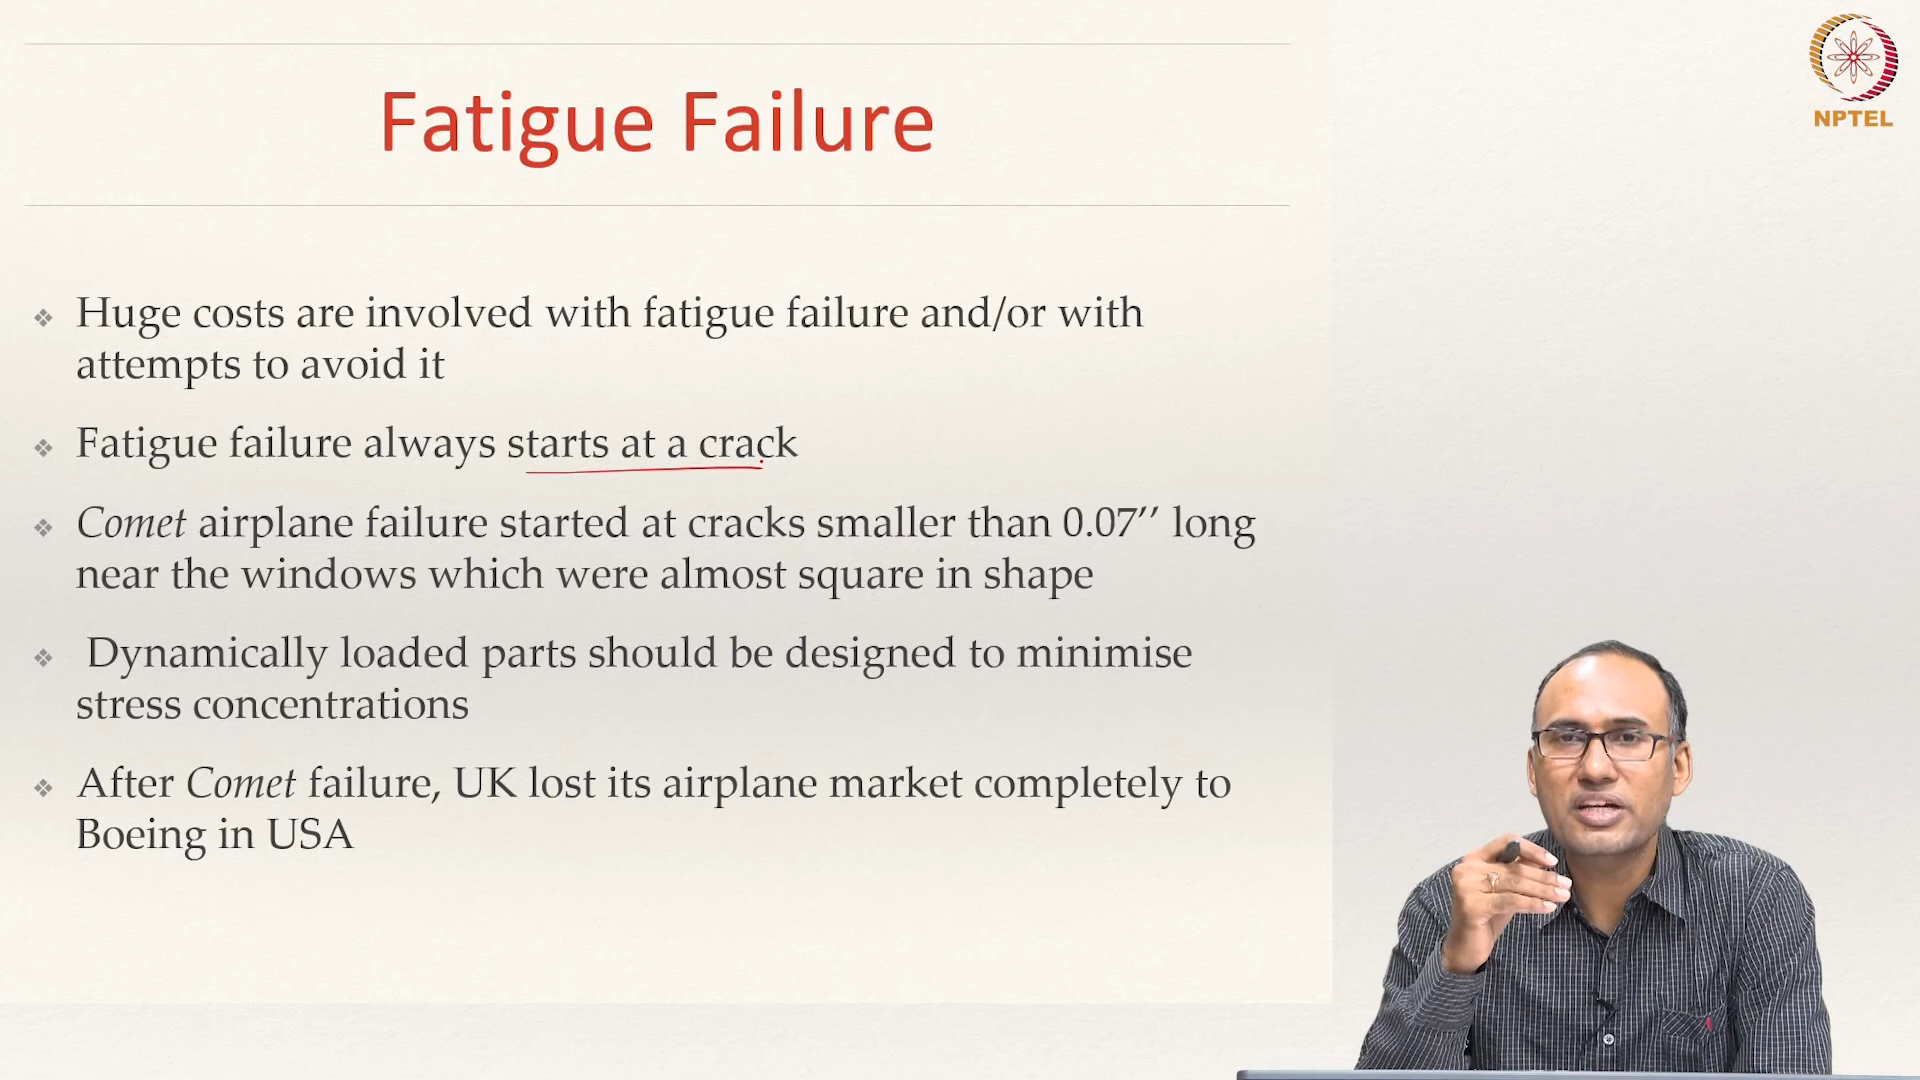 Fatigue Failure
NPTEL
Huge costs are involved with fatigue failure and/or with
attempts to avoid it
Fatigue failure always starts at a crack
Comet airplane failure started at cracks smaller than 0.07’’ long
near the windows which were almost square in shape
Dynamically loaded parts should be designed to minimise
stress concentrations
After Comet failure, UK lost its airplane market completely to
Boeing in USA